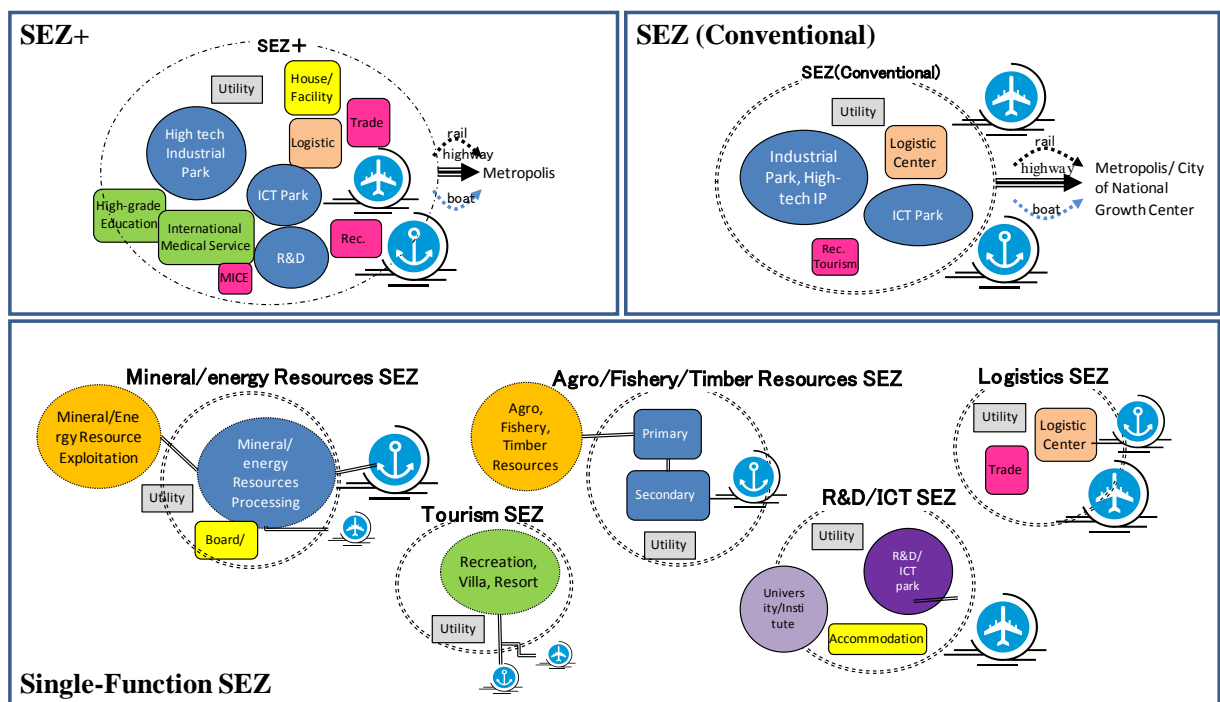 SEZ+
SEZ+
Utility
House/
Facility
Trade
High tech
Industrial
Park
Logistic
rail
highway
Metropolis
boat
ICT Park
High-grade
Education
International
Medical Service
R&D
Rec.
MICE
SEZ (Conventional)
SEZ(Conventional)
Utility
Logistic
Center
Industrial
Park, High-
tech IP
ICT Park
Rec.
Tourism
rail
highway
boat
Metropolis/ City
of National
Growth Center
Mineral/energy Resources SEZ
Mineral/Ene
rgy Resource
Exploitation
Mineral/
energy
Resources
Processing
Utility
Board/
Tourism SEZ
Recreation,
Villa, Resort
Utility
Agro/Fishery/Timber Resources SEZ
Agro,
Fishery,
Timber
Resources
Primary
Secondary
Utility
R&D/ICT SEZ
Utility
R&D/
ICT
park
Univers
ity/Insti
tute
Accommodation
Logistics SEZ
Utility
Logistic
Center
Trade
Single-Function SEZ